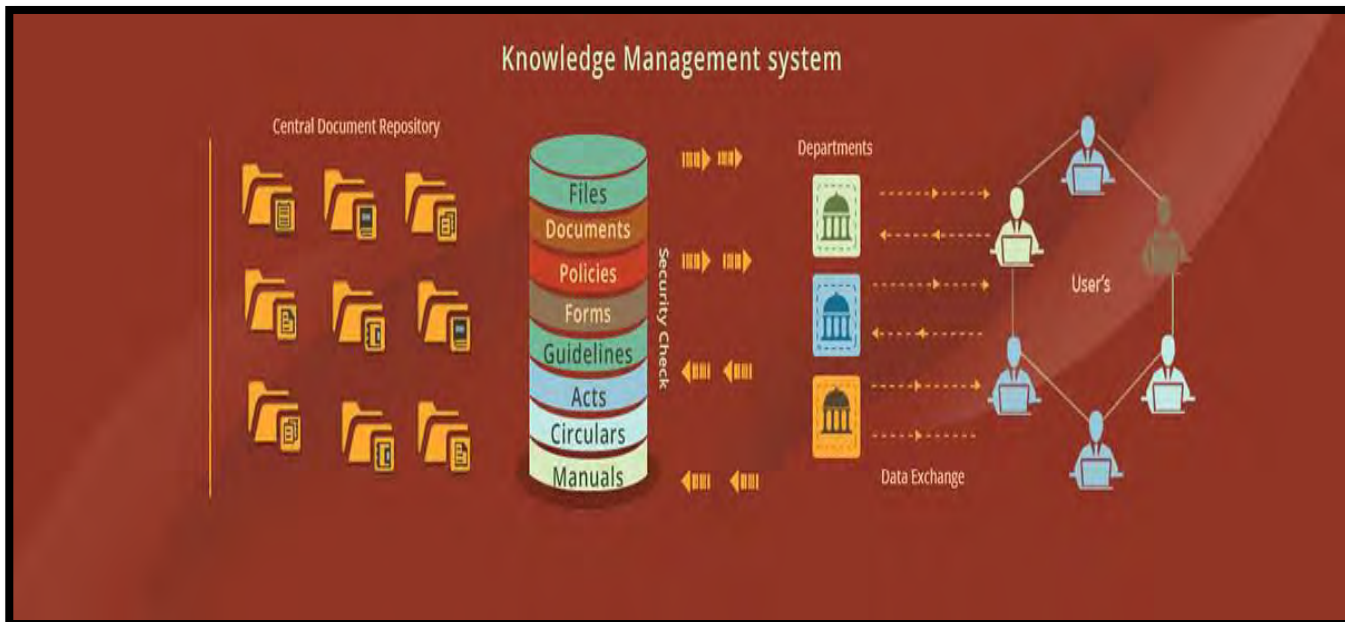 Knowledge Management system
Central Document Repository
Files
Documents
Policies
Forms
Guidelines
Acts
Circulars
Manuals
Security Check
Departments
User's
Data Exchange